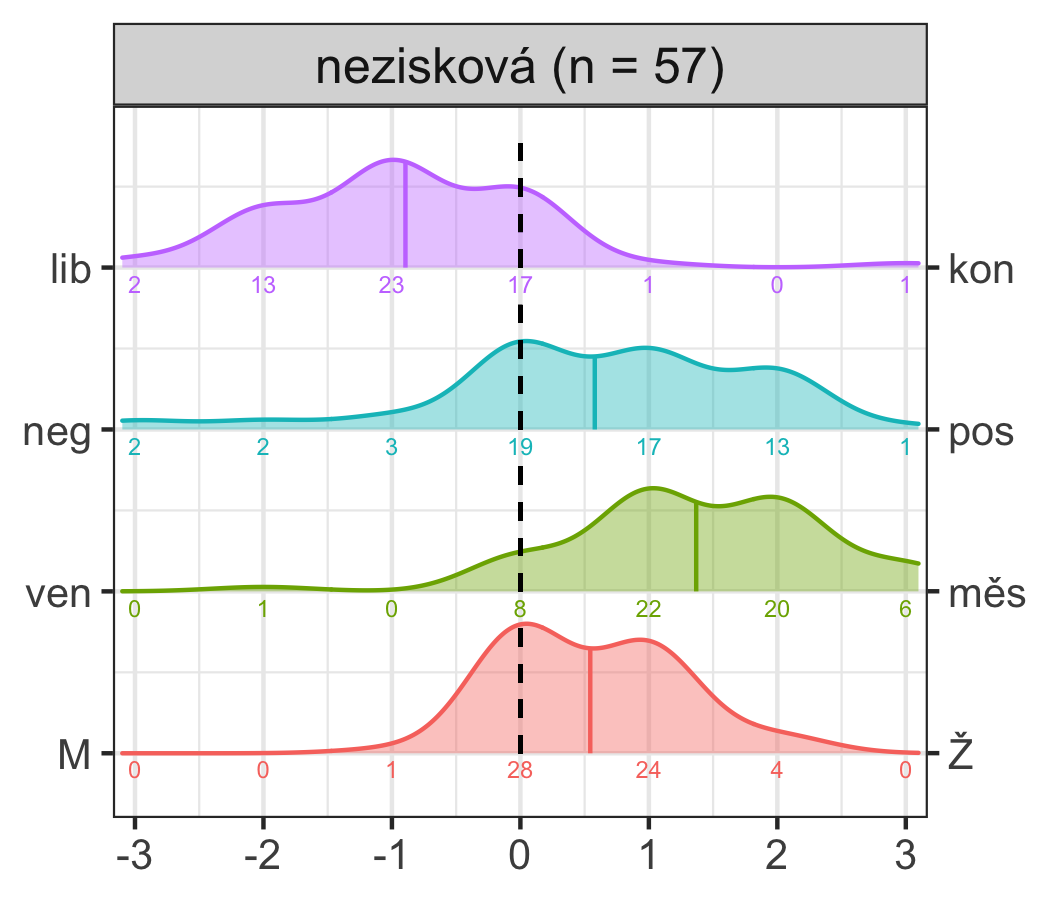 nezisková (n = 57)
lib kon
2 13 23 17 1 0 1
neg pos
2 2 3 19 17 13 1
ven měs
0 1 0 8 22 20 6
M Ž
0 0 1 28 24 4 0
-3 -2 -1 0 1 2 3